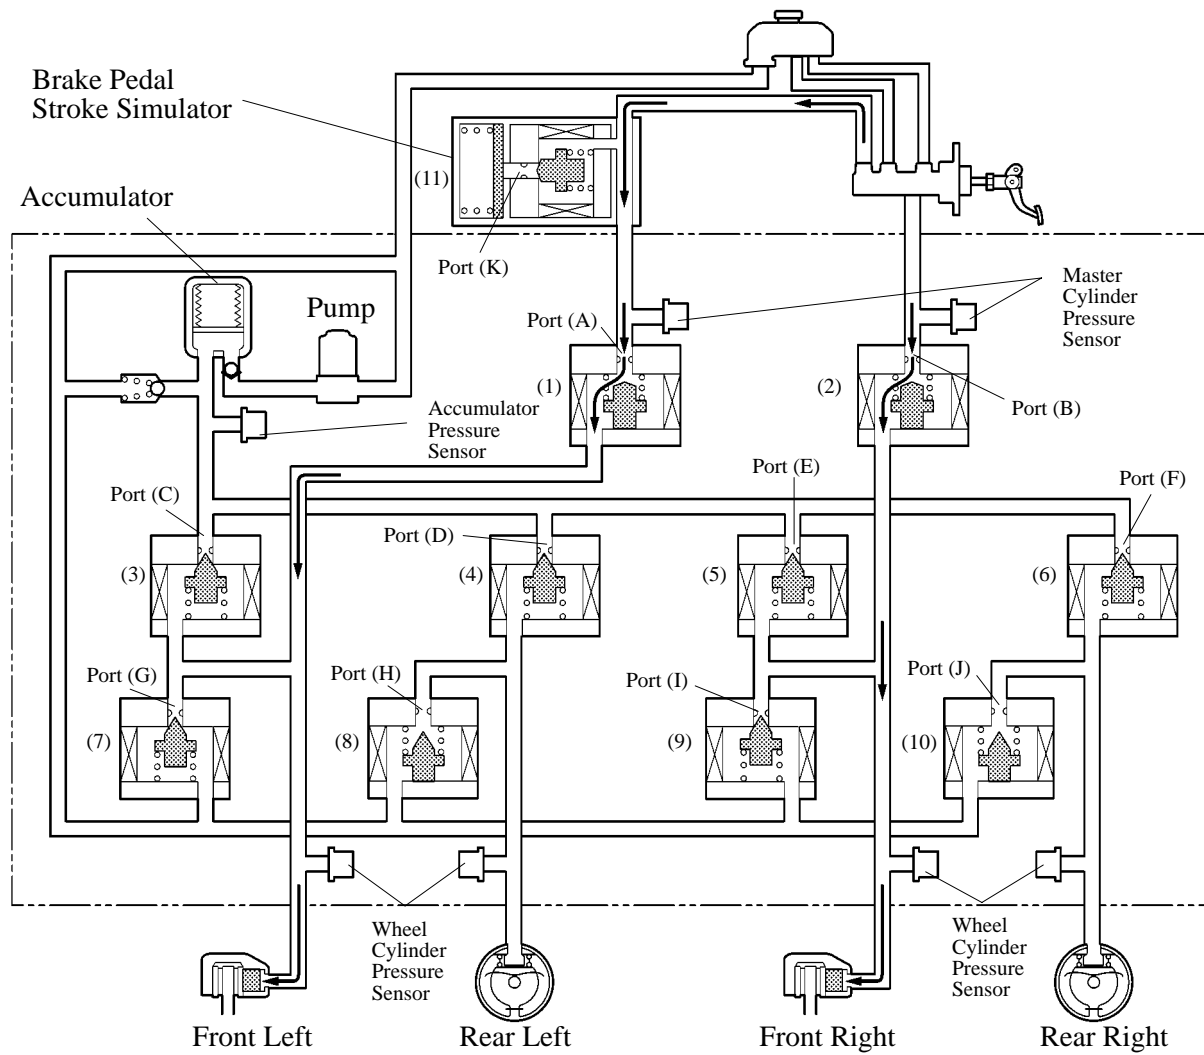 Brake Pedal
Stroke Simulator
(11)
Accumulator
Port (K)
Pump
Master
Cylinder
Pressure
Sensor
Port (A)
(1)
(2)
Port (B)
Accumulator
Pressure
Sensor
Port (C)
Port (D)
Port (E)
Port (F)
(3)
(4)
(5)
(6)
Port (G)
Port (H)
Port (I)
Port (J)
(7)
(8)
(9)
(10)
Wheel
Cylinder
Pressure
Sensor
Wheel
Cylinder
Pressure
Sensor
Front Left
Rear Left
Front Right
Rear Right